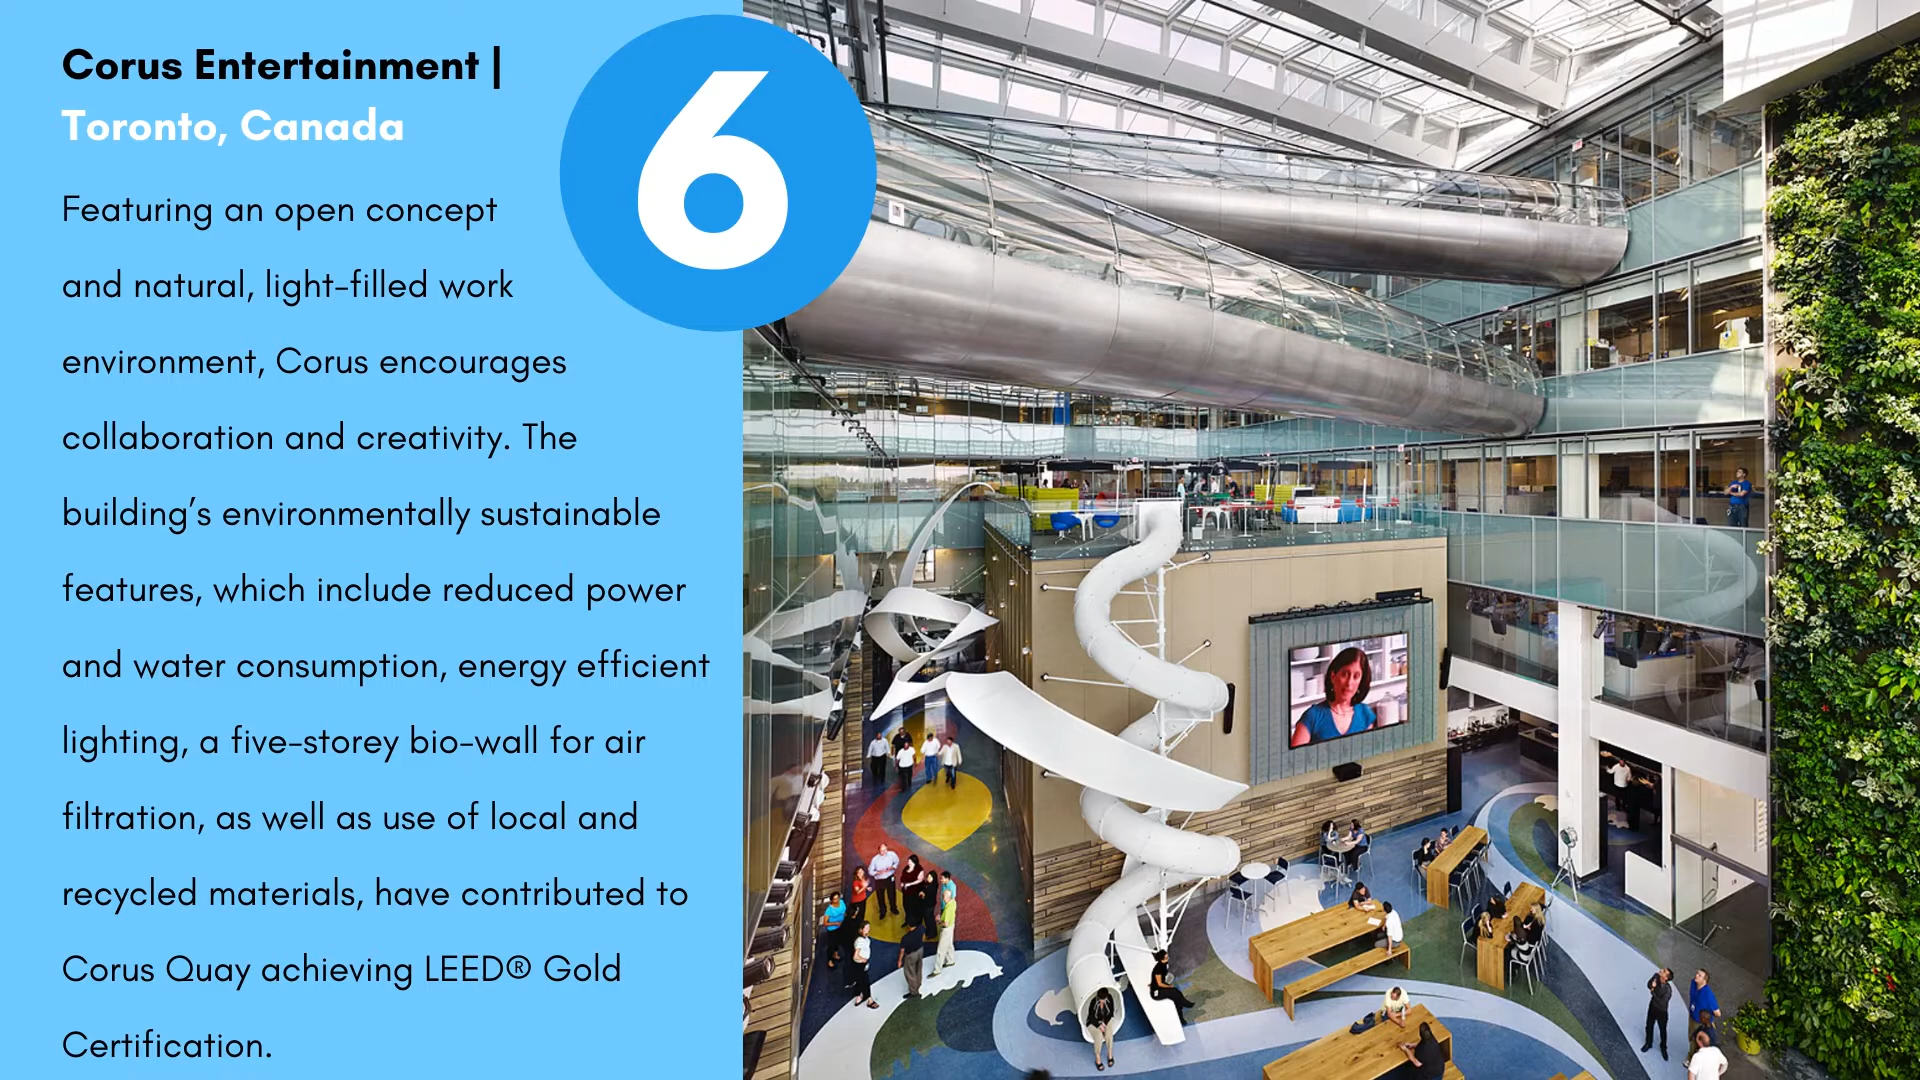 Corus Entertainment |
Toronto, Canada
6
Featuring an open concept
and natural, light-filled work
environment, Corus encourages
collaboration and creativity. The
building’s environmentally sustainable
features, which include reduced power
and water consumption, energy efficient
lighting, a five-storey bio-wall for air
filtration, as well as use of local and
recycled materials, have contributed to
Corus Quay achieving LEED® Gold
Certification.